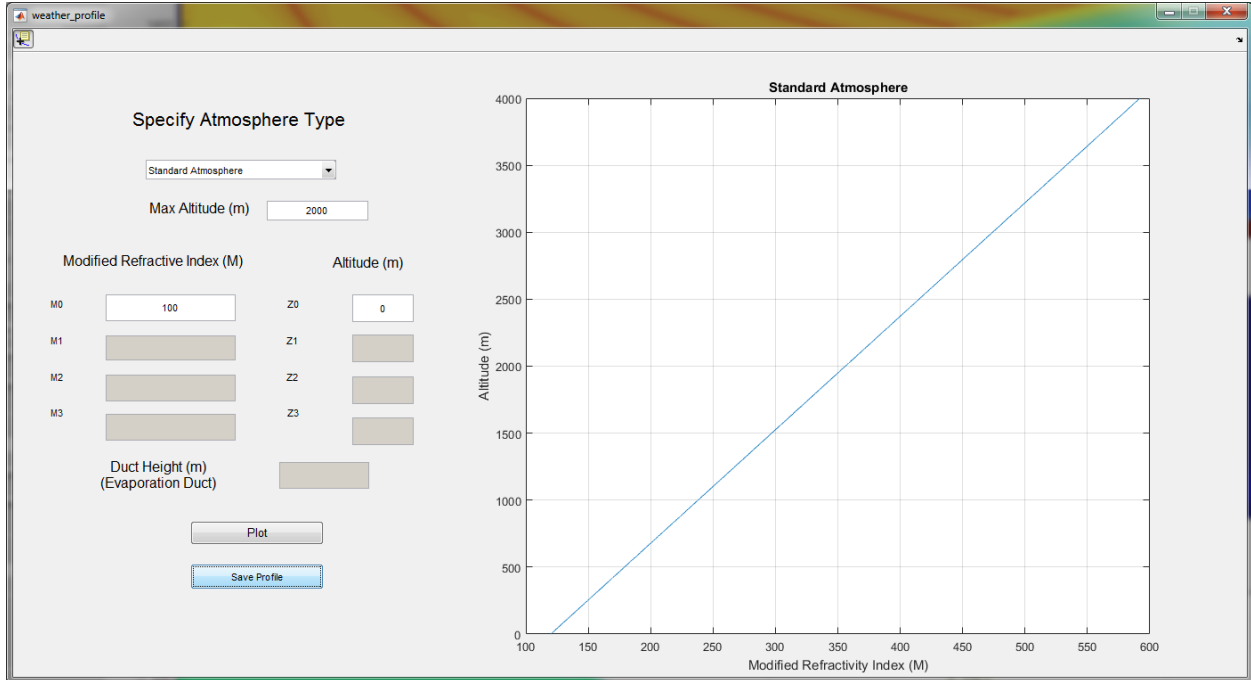 weather_profile
Specify Atmosphere Type
Standard Atmosphere
Max Altitude (m) 2000
Modified Refractive Index (M) Altitude (m)
M0 100 Z0 0
M1 Z1
M2 Z2
M3 Z3
Duct Height (m)
(Evaporation Duct)
Plot
Save Profile
Standard Atmosphere
4000
3500
3000
2500
2000
1500
1000
500
0
Altitude (m)
100 150 200 250 300 350 400 450 500 550 600
Modified Refractivity Index (M)